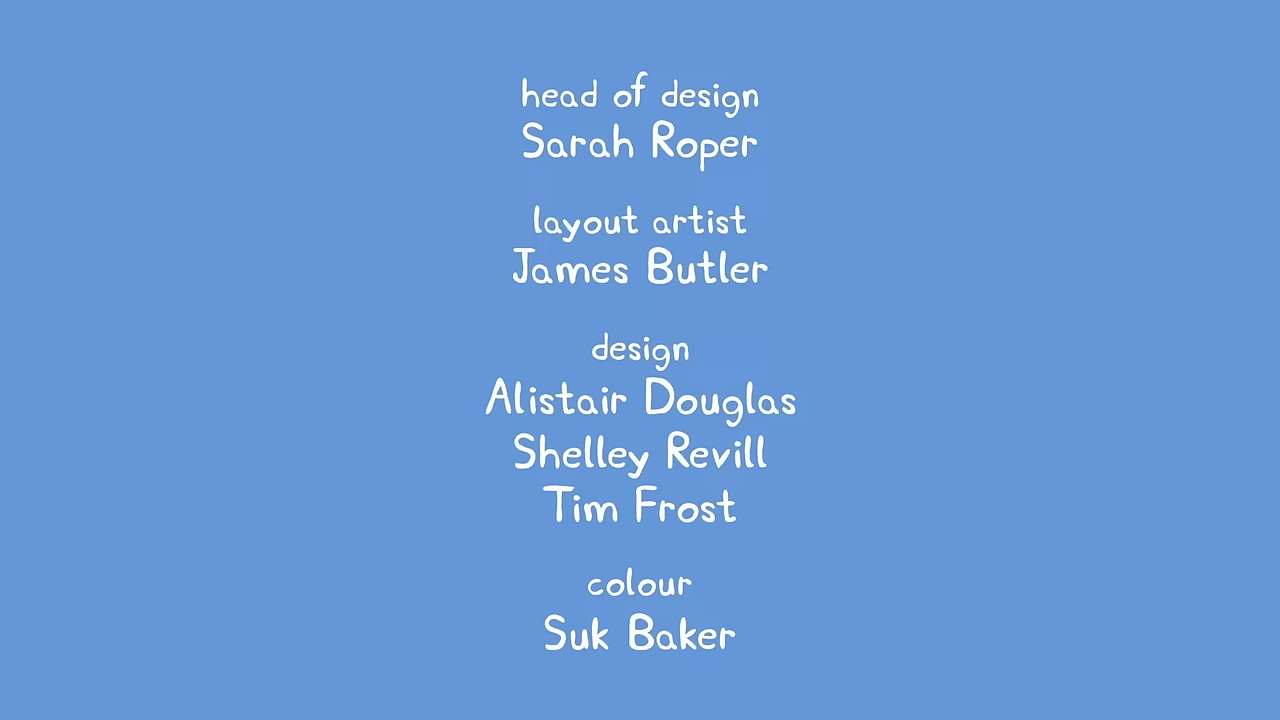 head of design
Sarah Roper
layout artist
James Butler
design
Alistair Douglas
Shelley Revill
Tim Frost
colour
Suk Baker